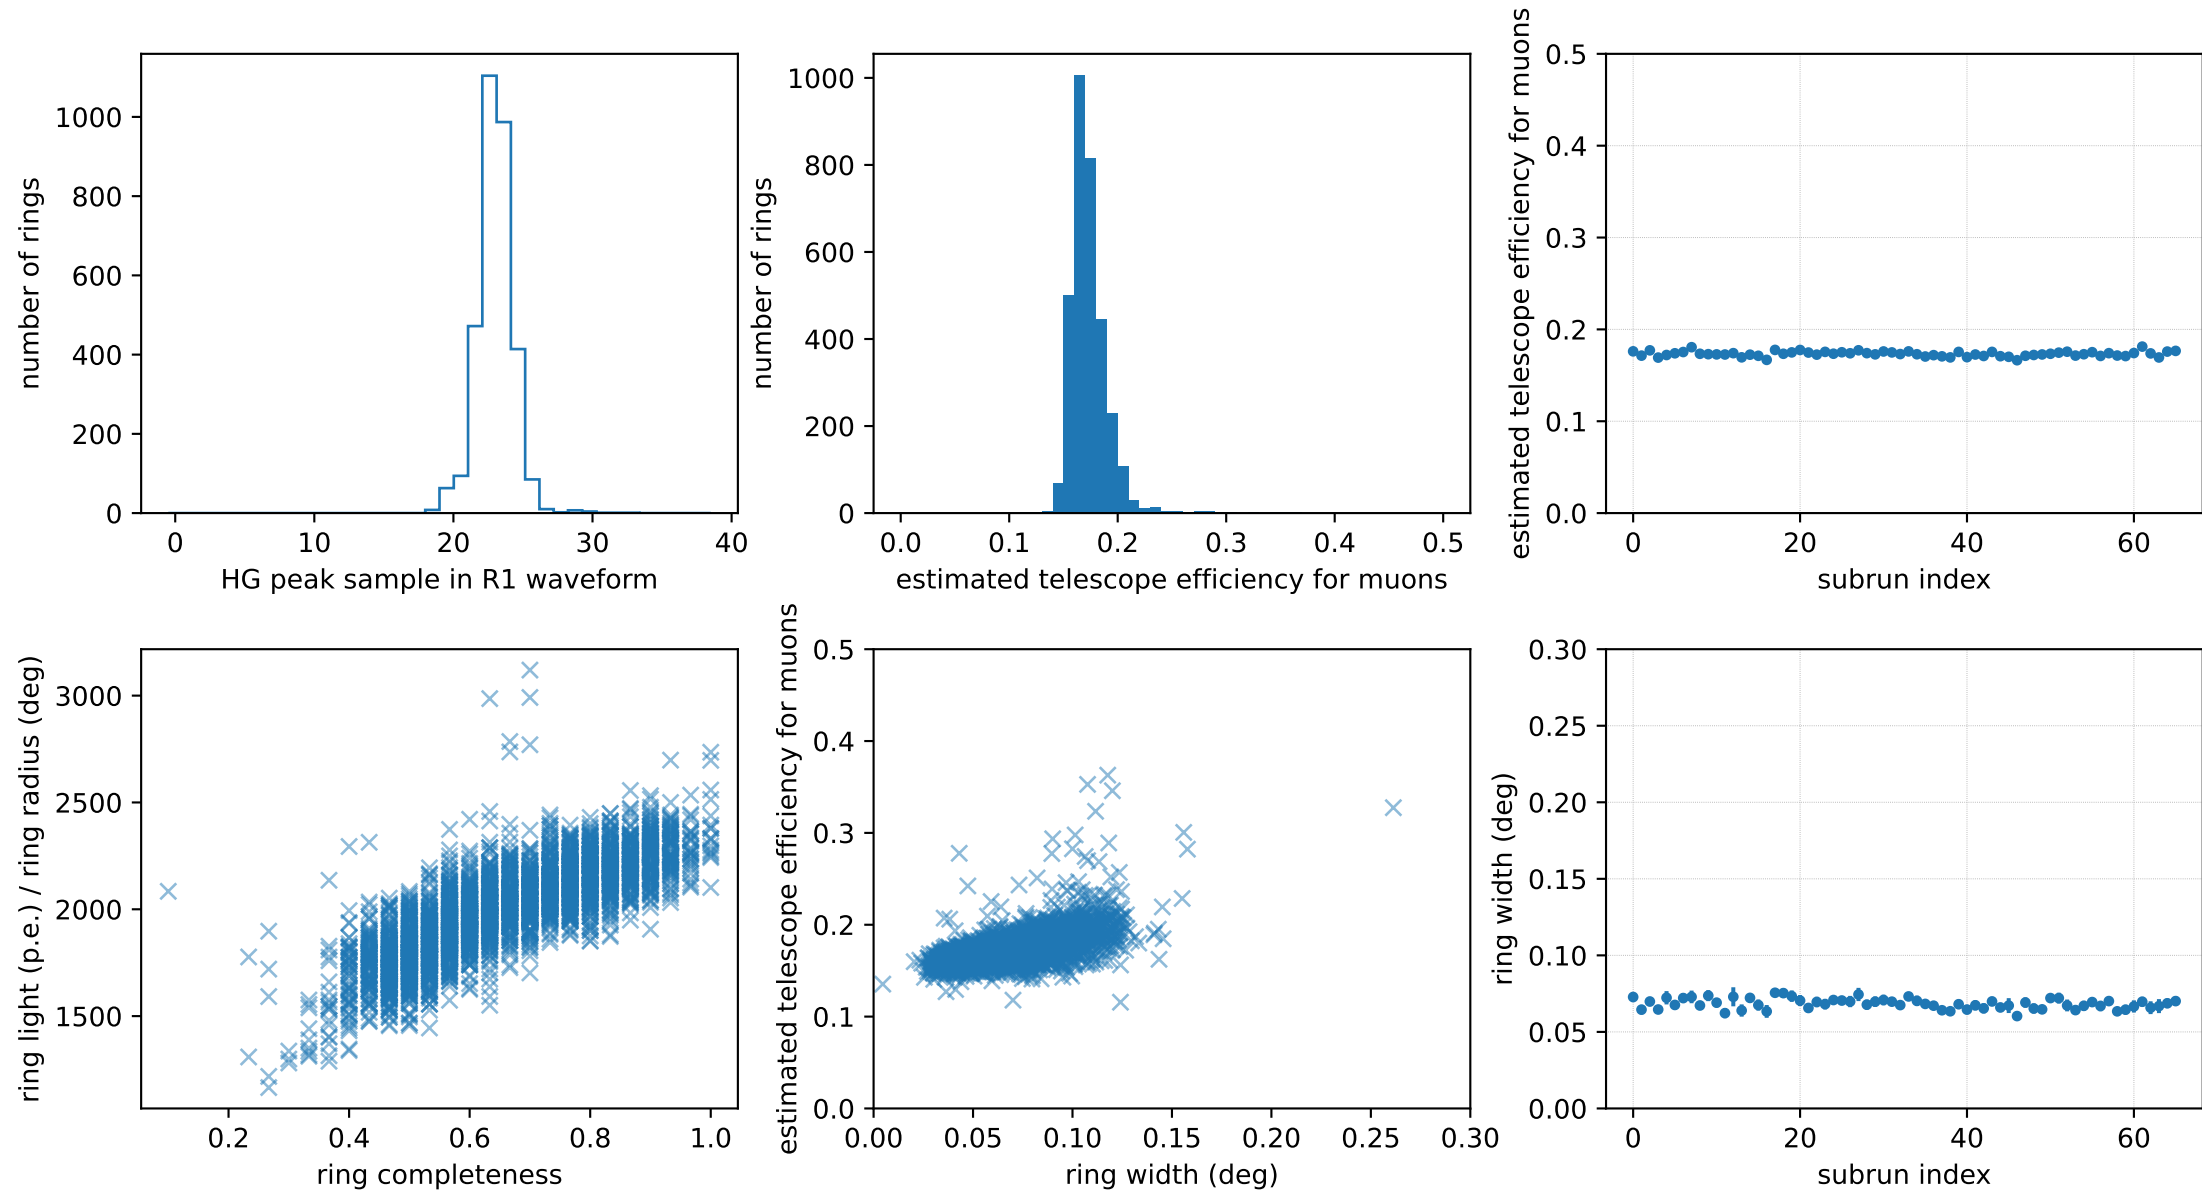 number of rings
1000
800
600
400
200
0
0 10 20 30 40
HG peak sample in R1 waveform
number of rings
1000
800
600
400
200
0
0.0 0.1 0.2 0.3 0.4 0.5
estimated telescope efficiency for muons
estimated telescope efficiency for muons
0.5
0.4
0.3
0.2
0.1
0.0
0 20 40 60
subrun index
ring light (p.e.) / ring radius (deg)
3000
2500
2000
1500
0.2 0.4 0.6 0.8 1.0
ring completeness
estimated telescope efficiency for muons
0.5
0.4
0.3
0.2
0.1
0.0
0.00 0.05 0.10 0.15 0.20 0.25 0.30
ring width (deg)
ring width (deg)
0.30
0.25
0.20
0.15
0.10
0.05
0.00
0 20 40 60
subrun index